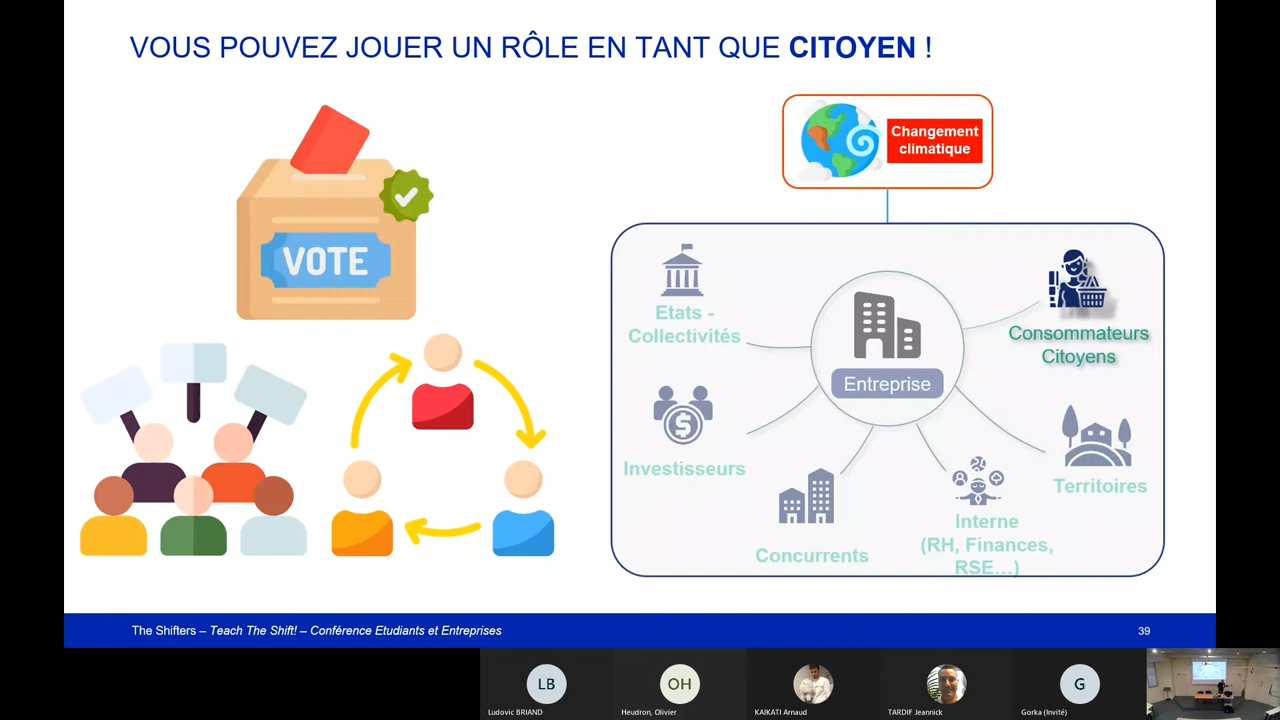 VOUS POUVEZ JOUER UN RÔLE EN TANT QUE CITOYEN !
VOTE
Changement
climatique
Etats -
Collectivités
Consommateurs
Citoyens
Entreprise
Investisseurs
Territoires
Concurrents
Interne
(RH, Finances,
RSE...)
The Shifters – Teach The Shift! – Conférence Etudiants et Entreprises
39
LB
OH
G
Ludovic BRIAND
Heudron, Olivier
KAIKATI Arnaud
TARDIF Jeannick
Gorka (Invité)